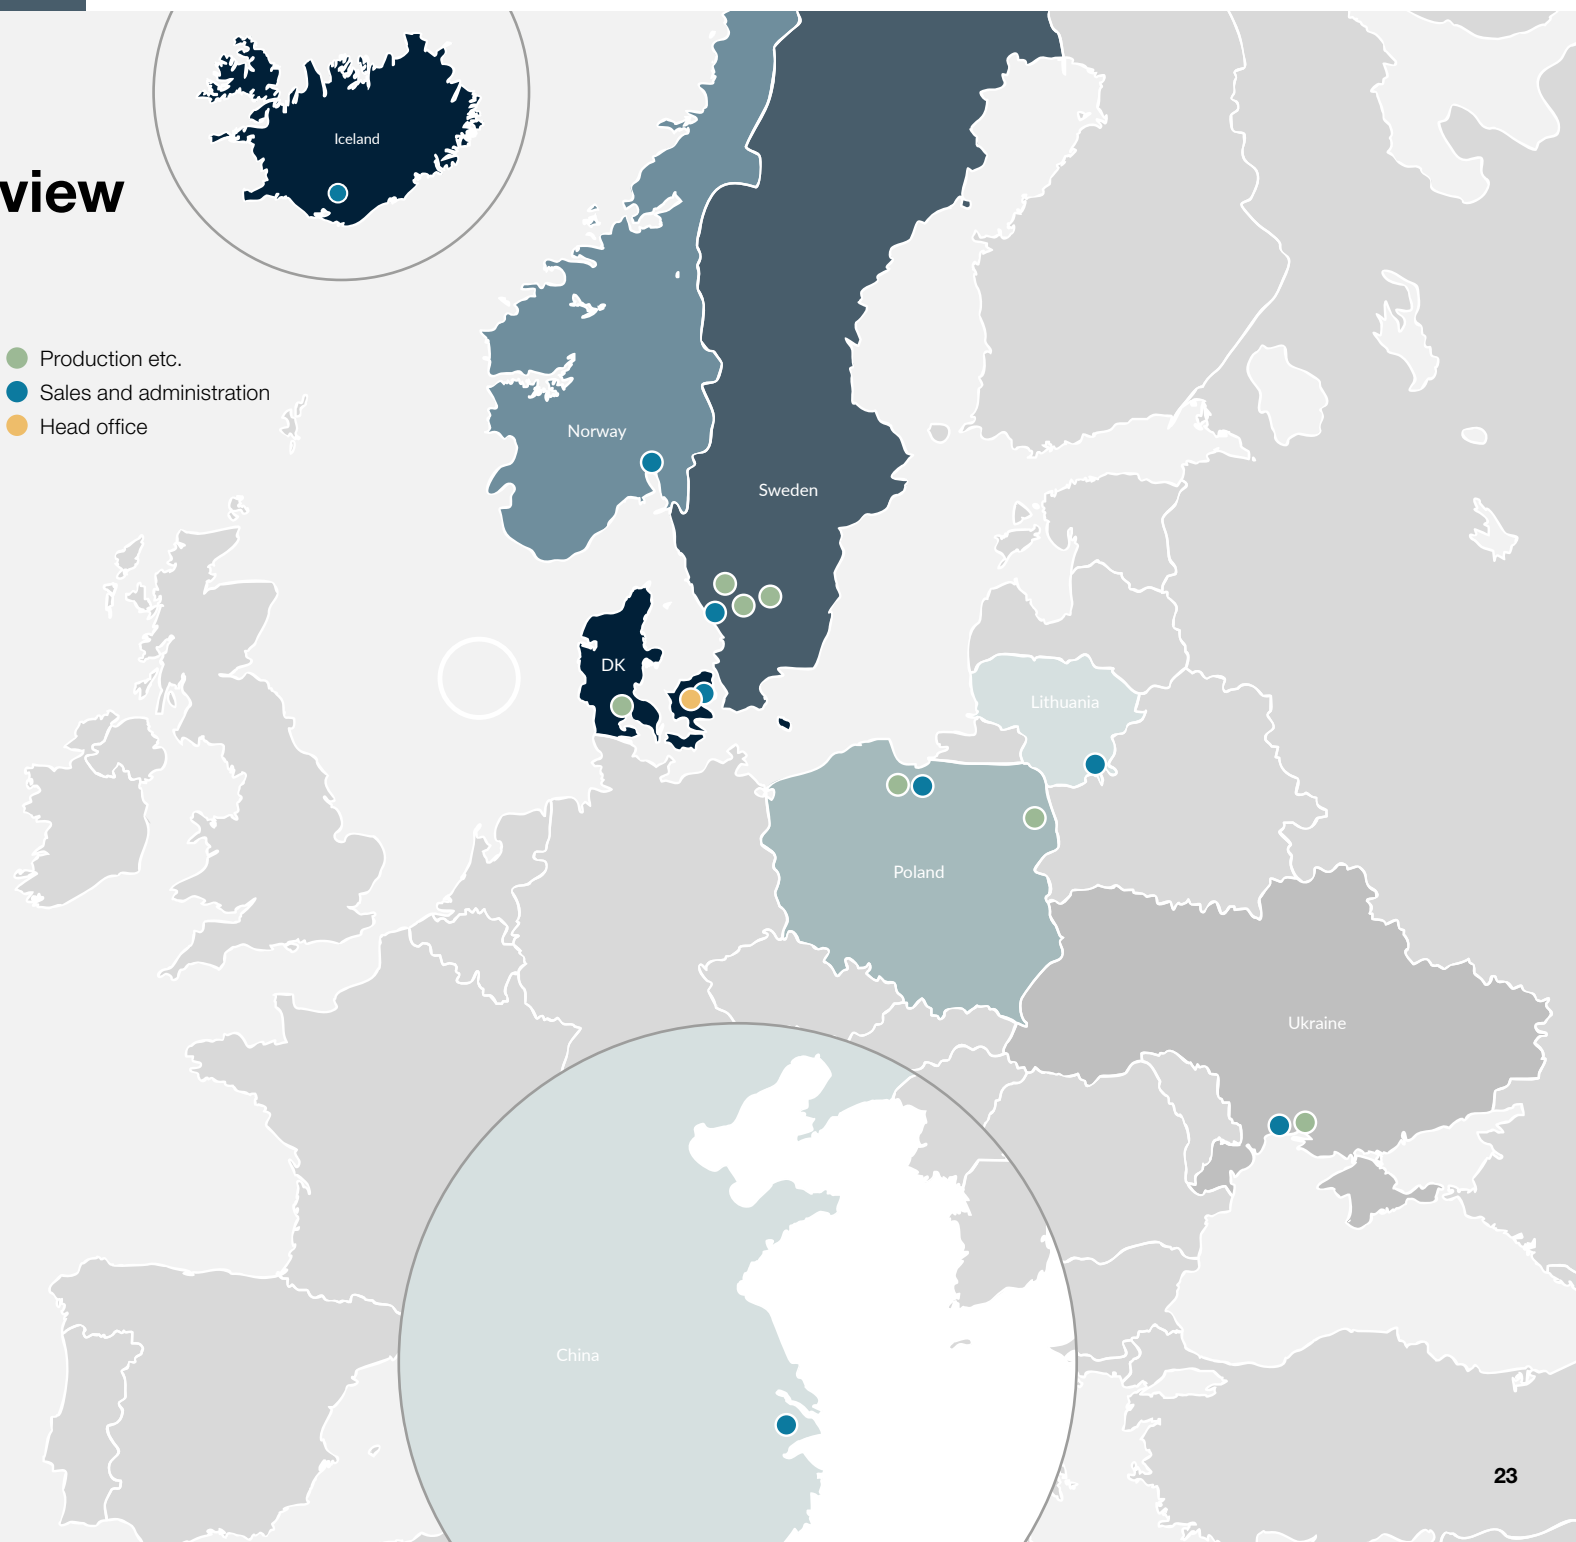 Iceland
view
Production etc.
Sales and administration
Head office
Norway
Sweden
DK
Lithuania
Poland
Ukraine
China
23